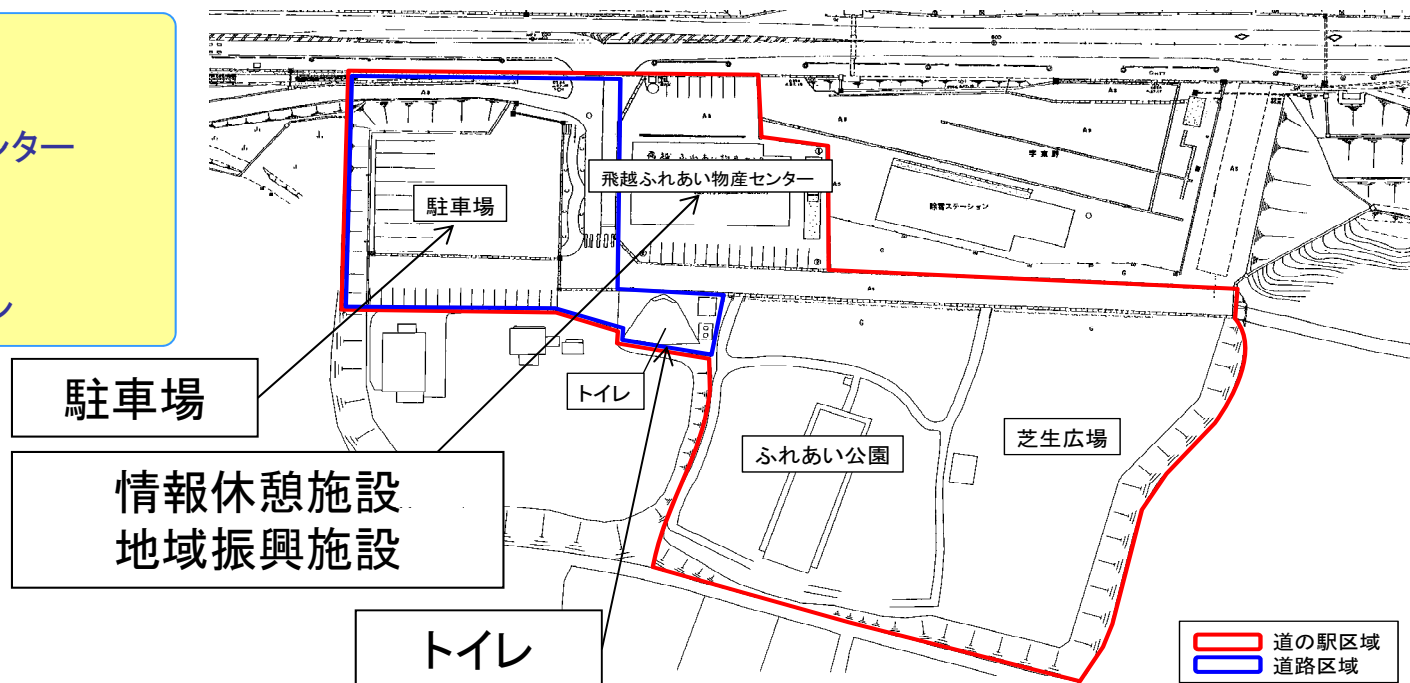 ンター
ン
駐車場
飛越ふれあい物産センター
除雪ステーション
駐車場
トイレ
情報休憩施設
地域振興施設
ふれあい公園
芝生広場
トイレ
道の駅区域
道路区域